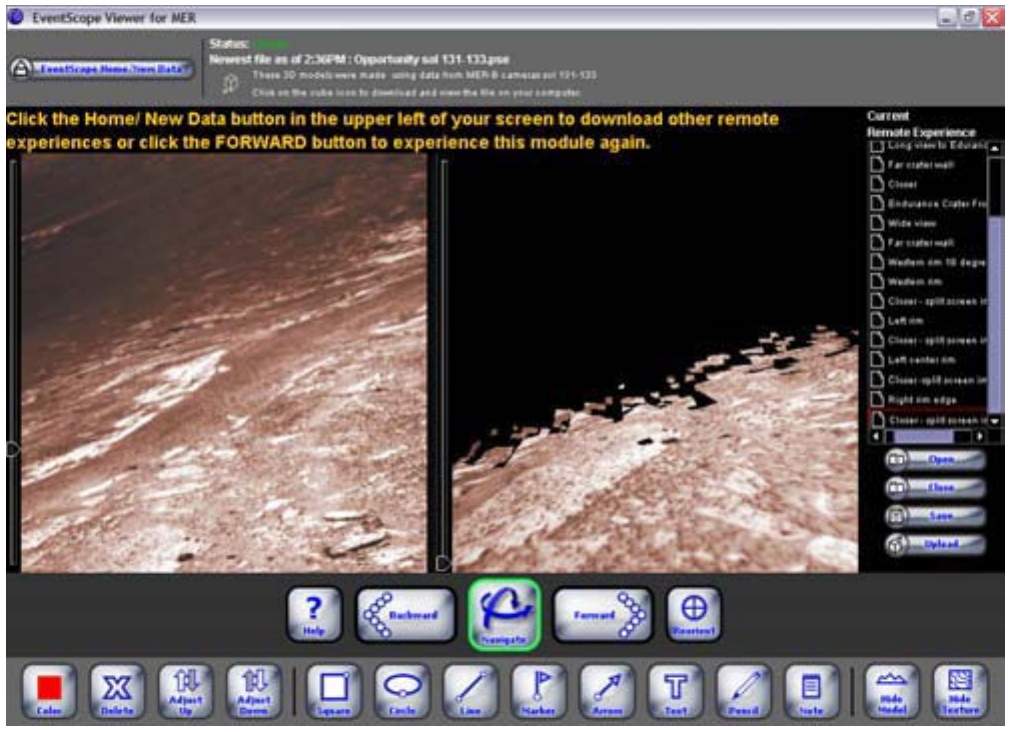 EventScope Viewer for MER
EventScope Home/New Data
Status:
Newest file as of 2:36PM : Opportunity sol 131-133.pse
These 3D models were made using data from MER-B cameras sol 131-133
Click on the cube icon to download and view the file on your computer.
Click the Home/ New Data button in the upper left of your screen to download other remote
experiences or click the FORWARD button to experience this module again.
Current
Remote Experience
Long view to Eduranc
Far crater wall
Closer
Endurance Crater Fro
Wide view
Far crater wall
Western rim 10 degre
Western rim
Closer - split screen in
Left rim
Closer - split screen in
Left center rim
Closer - split screen im
Right rim edge
Closer - split screen in
Open
Close
Save
Upload
?
Help
Backward
Navigate
Forward
Reorient
Color
Delete
Adjust
Up
Adjust
Down
Square
Circle
Line
Marker
Arrow
Text
Pencil
Note
Hide
Model
Hide
Texture